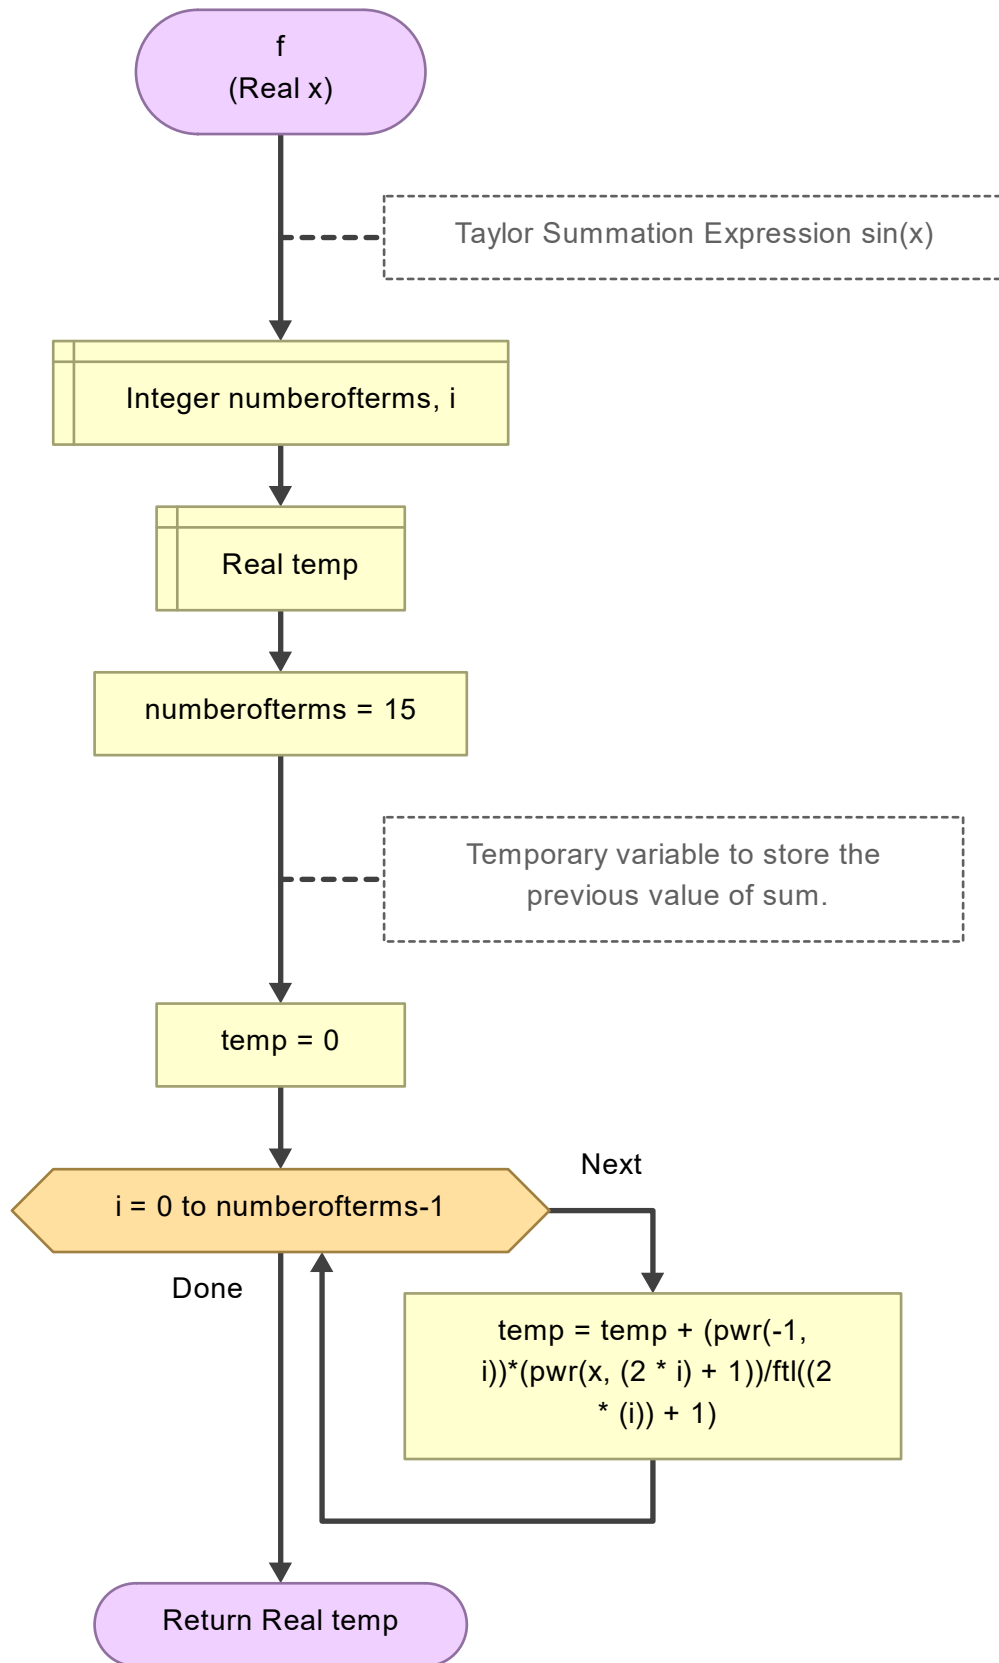 f
(Real x)
Taylor Summation Expression sin(x)
Integer numberofterms, i
Real temp
numberofterms = 15
Temporary variable to store the
previous value of sum.
temp = 0
i = 0 to numberofterms-1
Next
Done
temp = temp + (pwr(-1,
i))*(pwr(x, (2 * i) + 1))/ftl((2
* (i)) + 1)
Return Real temp